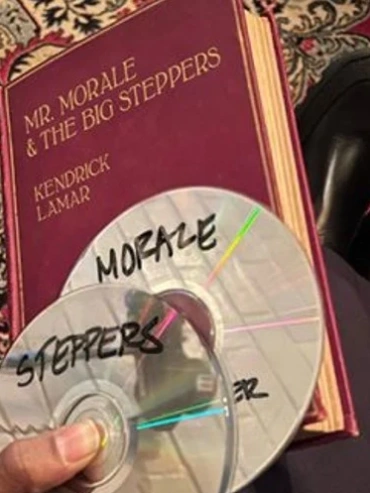 MR. MORALE
& THE BIG STEPPERS
KENDRICK
LAMAR
MORALE
STEPPERS